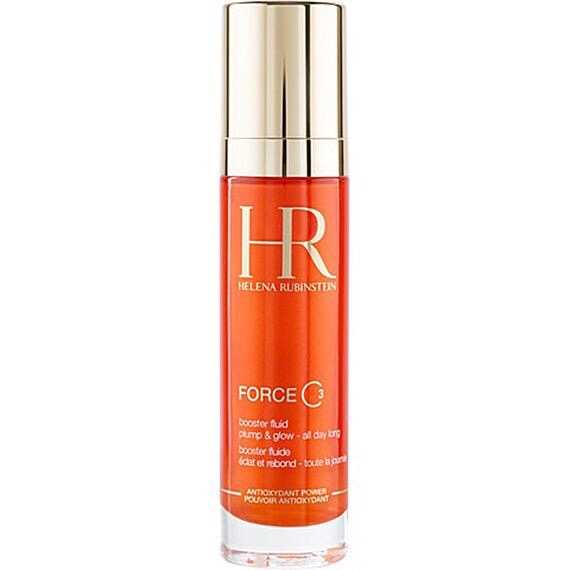 HR
HELENA RUBINSTEIN
FORCE C3
booster fluid
plump & glow - all day long
booster fluide
éclat et rebond - toute la journée
ANTIOXYDANT POWER
POUVOIR ANTIOXYDANT